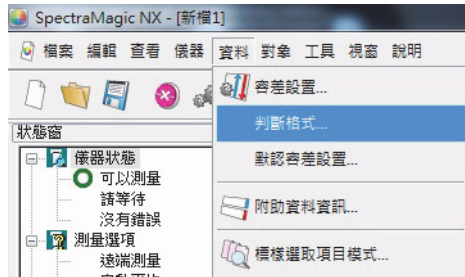 SpectraMagic NX - [新檔1]
檔案 編輯 查看 儀器 資料 對象 工具 視窗 說明
容差設置...
狀態窗
判斷格式...
儀器狀態
默認容差設置...
可以測量
請等待
附助資料資訊...
沒有錯誤
測量選項
標樣選取項目模式...
遠端測量